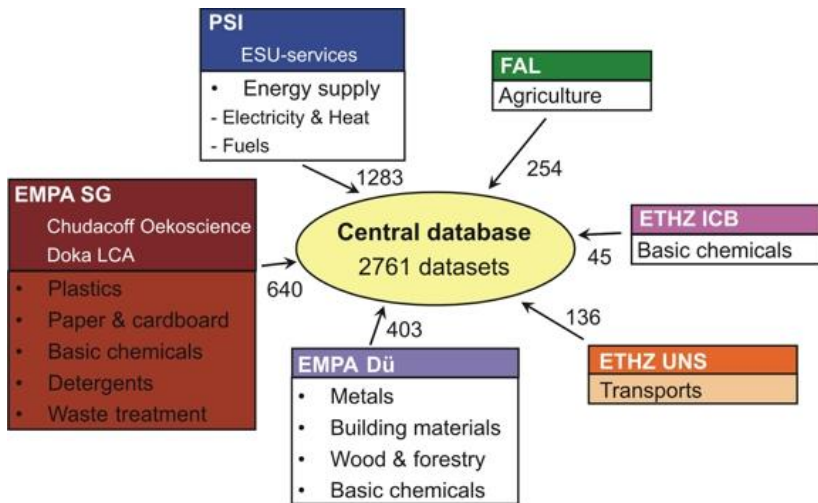 PSI
ESU-services
• Energy supply
- Electricity & Heat
- Fuels
1283
FAL
Agriculture
254
EMPA SG
Chudacoff Oekoscience
Doka LCA
• Plastics
• Paper & cardboard
• Basic chemicals
• Detergents
• Waste treatment
640
Central database
2761 datasets
ETHZ ICB
Basic chemicals
45
403
EMPA Dü
• Metals
• Building materials
• Wood & forestry
• Basic chemicals
136
ETHZ UNS
Transports